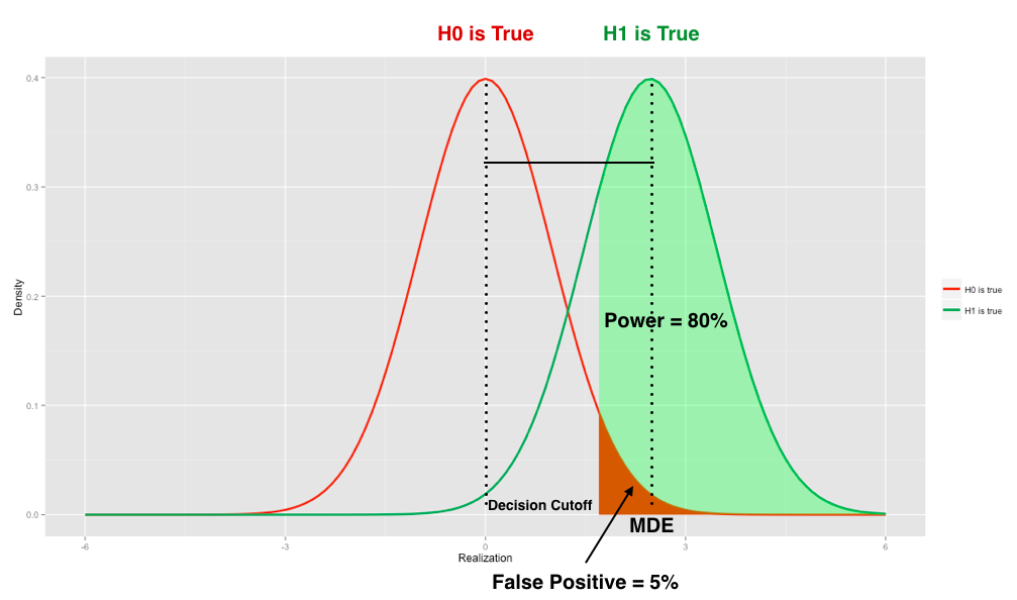 H0 is True
H1 is True
0.4
0.3
0.2
0.1
0.0
Density
Power = 80%
Decision Cutoff
MDE
-6
-3
0
3
6
Realization
False Positive = 5%
H0 is true
H1 is true